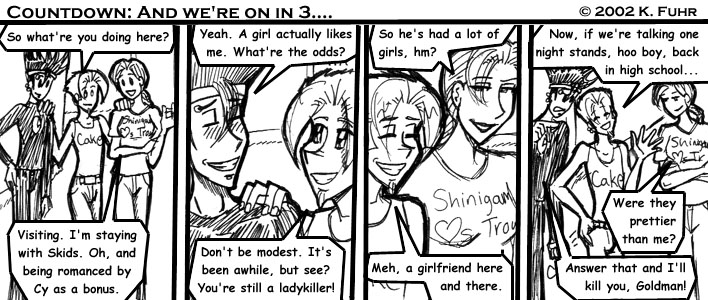 COUNTDOWN: AND WE'RE ON IN 3....
© 2002 K. FUHR
So what're you doing here?
Cake
Shinigami
♡s Troy
Visiting. I'm staying
with Skids. Oh, and
being romanced by
Cy as a bonus.
Yeah. A girl actually likes
me. What're the odds?
Don't be modest. It's
been awhile, but see?
You're still a ladykiller!
So he's had a lot of
girls, hm?
Shinigam
♡s Troy
Meh, a girlfriend here
and there.
Now, if we're talking one
night stands, hoo boy, back
in high school...
Cake
Shinigam
♡s Tr
Were they
prettier
than me?
Answer that and I'll
kill you, Goldman!